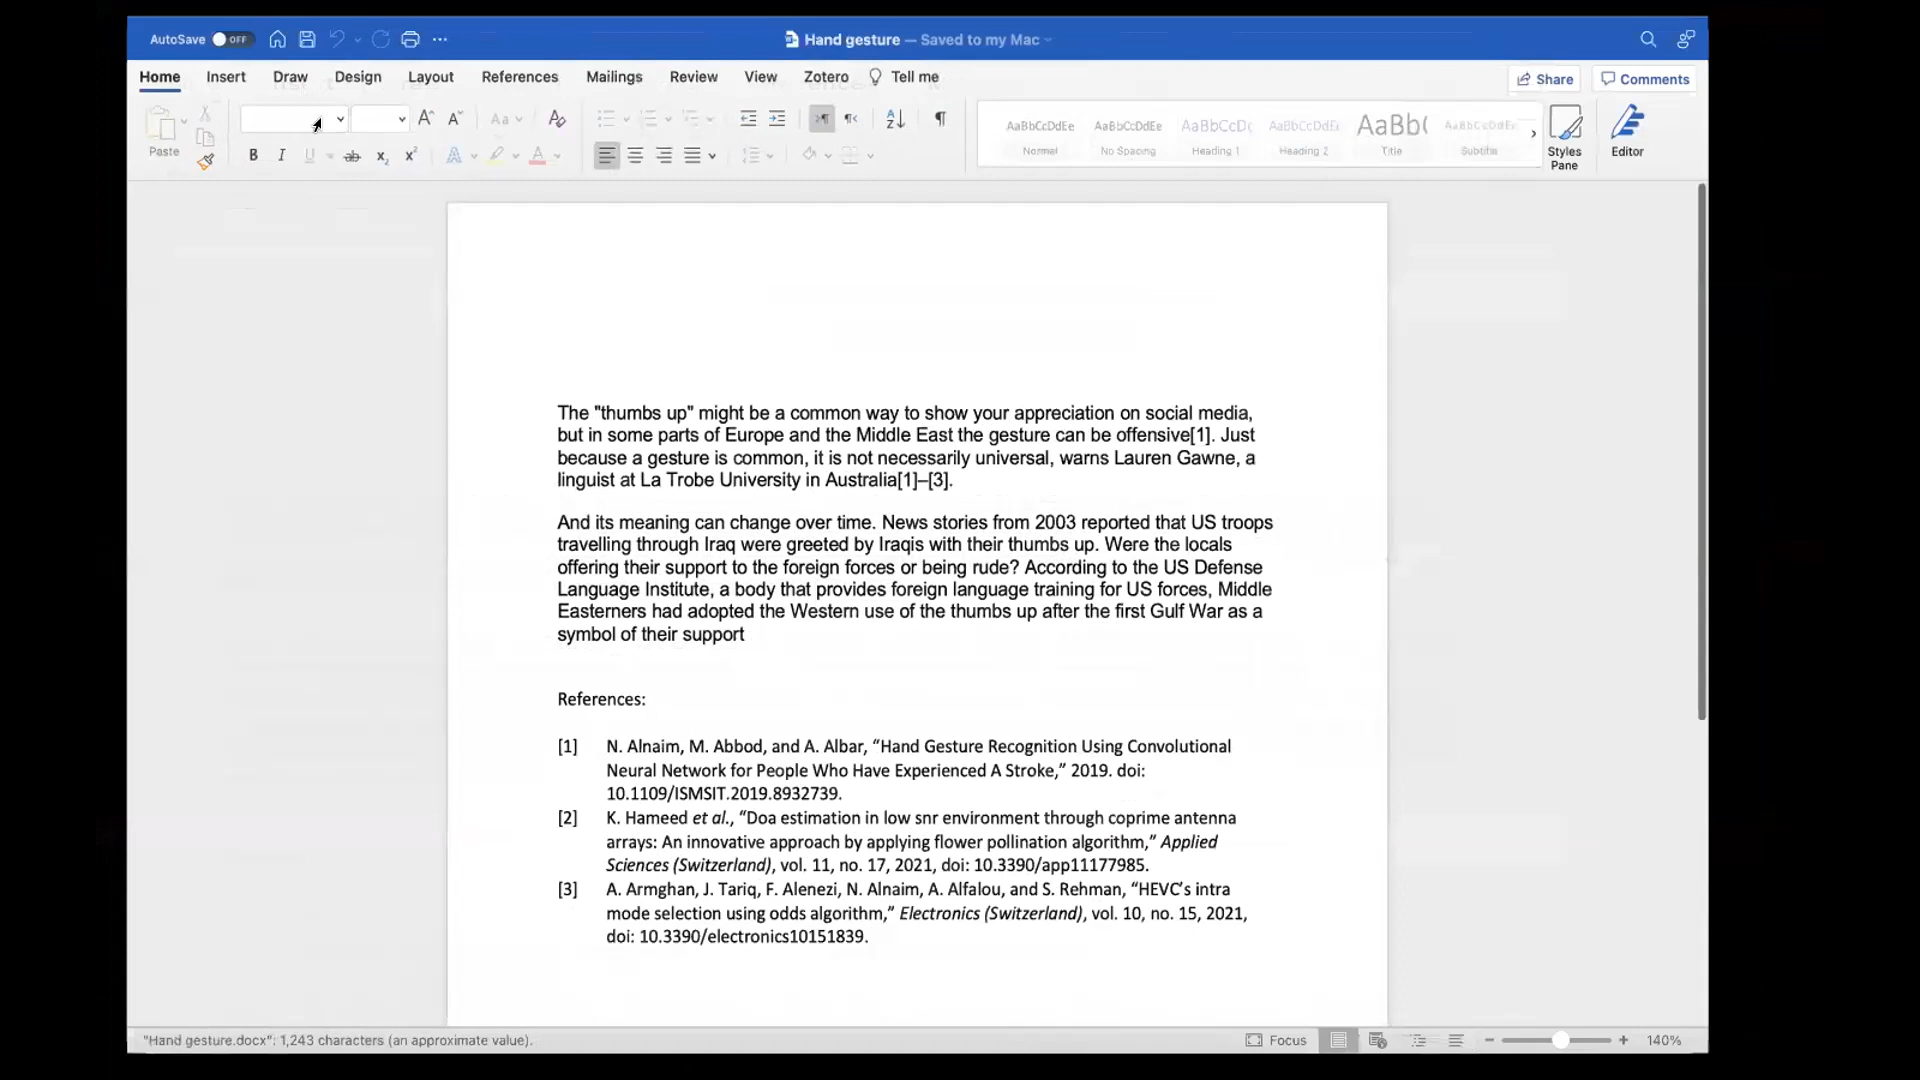 AutoSave OFF Hand gesture — Saved to my Mac
Home Insert Draw Design Layout References Mailings Review View Zotero Tell me Share Comments
Paste
B I U ab x₂ x² A A
Aa
AaBbCcDdEe AaBbCcDdEe AaBbCcDc AaBbCcDdEe AaBb( AaBbCcDdEe
Normal No Spacing Heading 1 Heading 2 Title Subtitle
Styles Pane
Editor
The "thumbs up" might be a common way to show your appreciation on social media,
but in some parts of Europe and the Middle East the gesture can be offensive[1]. Just
because a gesture is common, it is not necessarily universal, warns Lauren Gawne, a
linguist at La Trobe University in Australia[1]–[3].
And its meaning can change over time. News stories from 2003 reported that US troops
travelling through Iraq were greeted by Iraqis with their thumbs up. Were the locals
offering their support to the foreign forces or being rude? According to the US Defense
Language Institute, a body that provides foreign language training for US forces, Middle
Easterners had adopted the Western use of the thumbs up after the first Gulf War as a
symbol of their support
References:
[1] N. Alnaim, M. Abbod, and A. Albar, “Hand Gesture Recognition Using Convolutional
Neural Network for People Who Have Experienced A Stroke,” 2019. doi:
10.1109/ISMSIT.2019.8932739.
[2] K. Hameed et al., “Doa estimation in low snr environment through coprime antenna
arrays: An innovative approach by applying flower pollination algorithm,” Applied
Sciences (Switzerland), vol. 11, no. 17, 2021, doi: 10.3390/app11177985.
[3] A. Armghan, J. Tariq, F. Alenezi, N. Alnaim, A. Alfalou, and S. Rehman, “HEVC’s intra
mode selection using odds algorithm,” Electronics (Switzerland), vol. 10, no. 15, 2021,
doi: 10.3390/electronics10151839.
"Hand gesture.docx": 1,243 characters (an approximate value). Focus 140%